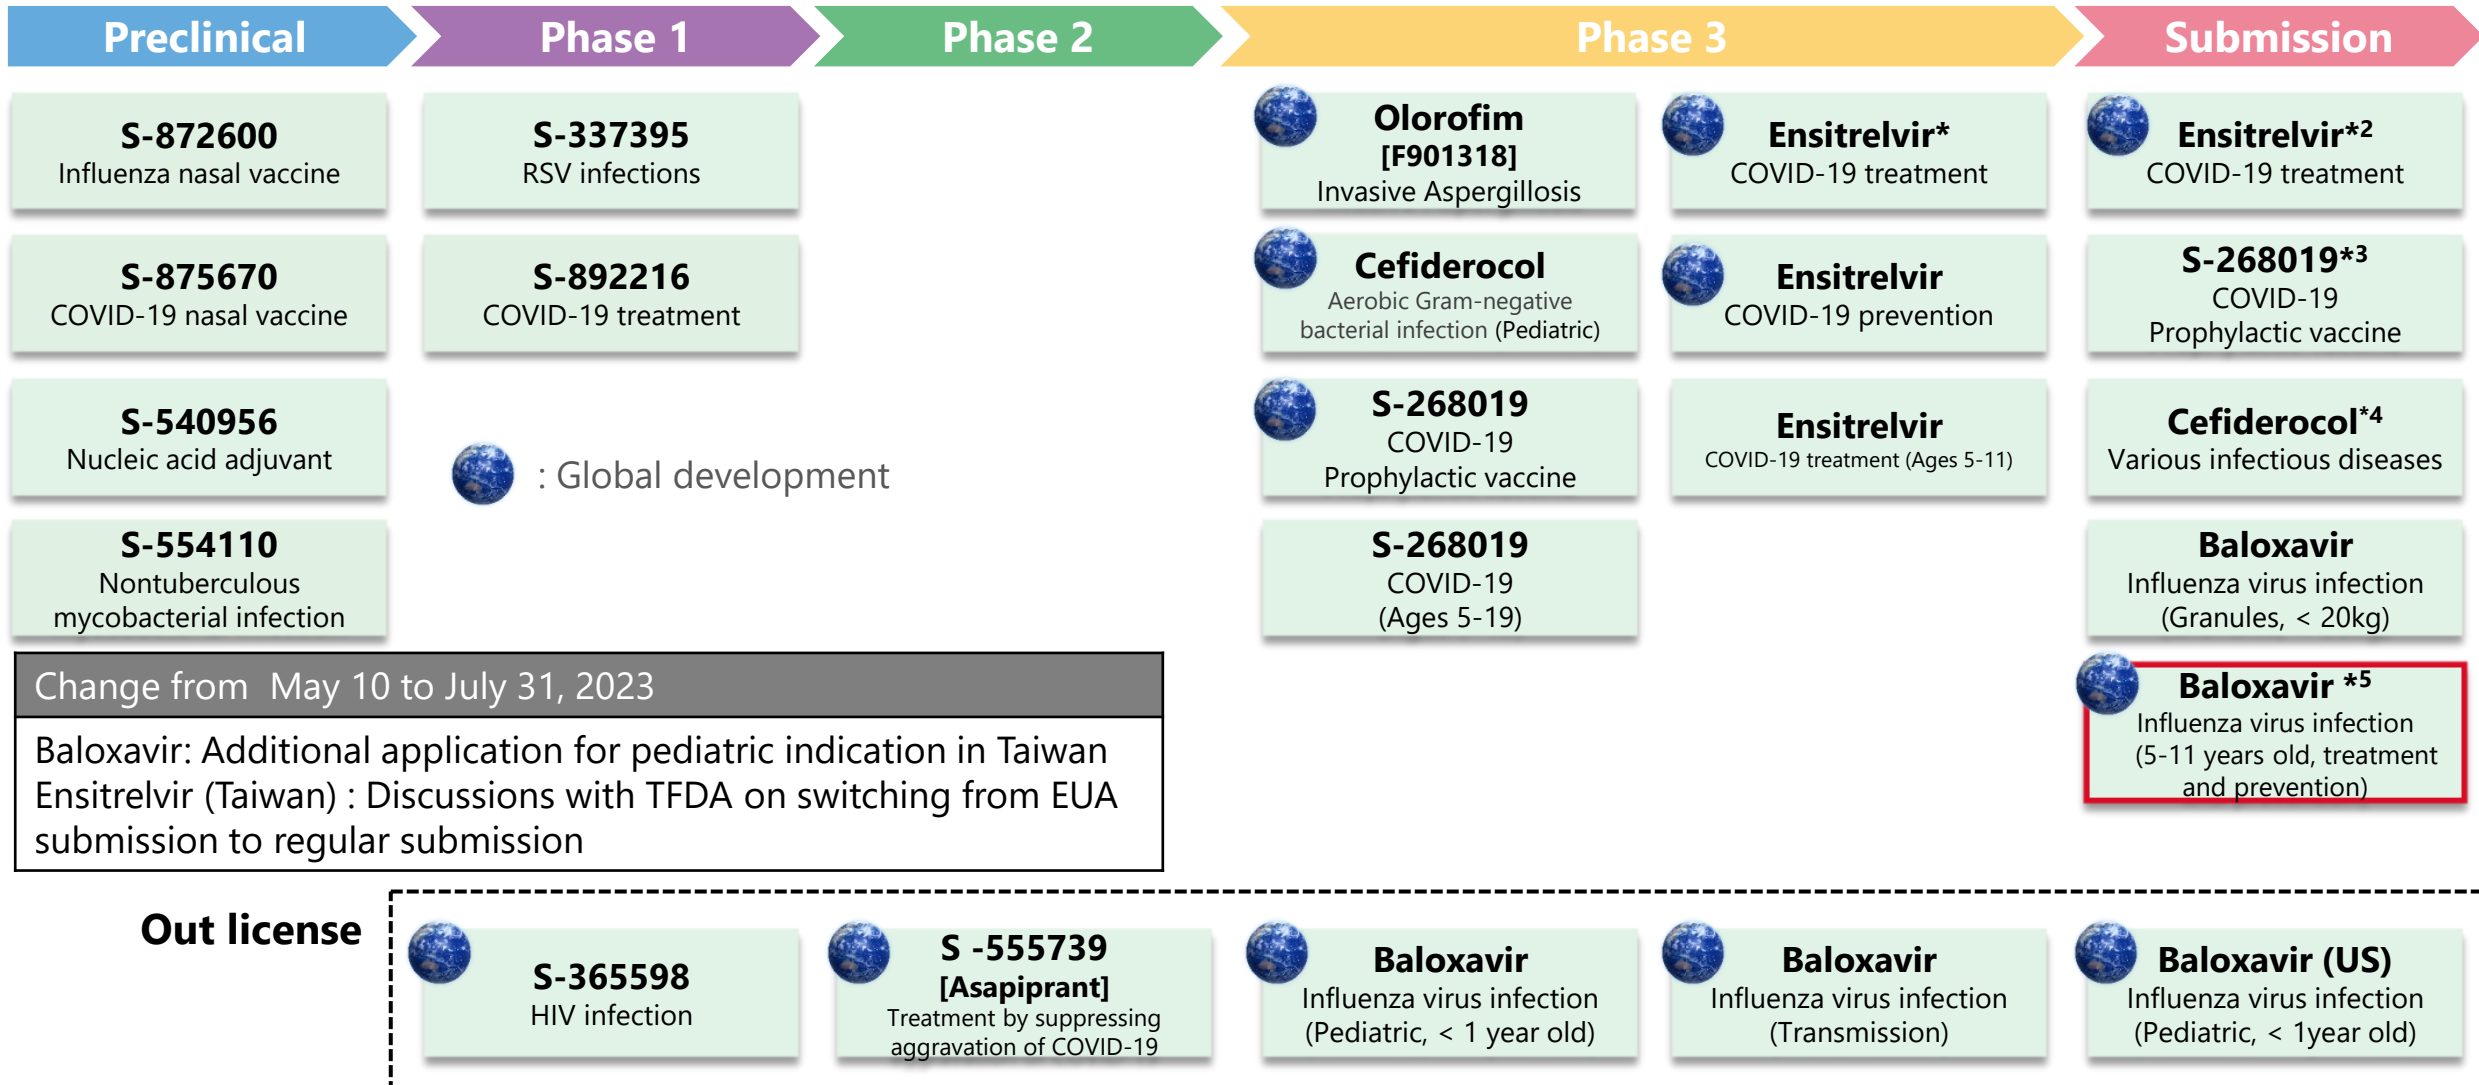 Preclinical
Phase 1
Phase 2
Phase 3
Submission
S-872600
Influenza nasal vaccine
S-875670
COVID-19 nasal vaccine
S-540956
Nucleic acid adjuvant
S-554110
Nontuberculous
mycobacterial infection
S-337395
RSV infections
S-892216
COVID-19 treatment
: Global development
Olorofim
[F901318]
Invasive Aspergillosis
Cefiderocol
Aerobic Gram-negative
bacterial infection (Pediatric)
S-268019
COVID-19
Prophylactic vaccine
S-268019
COVID-19
(Ages 5-19)
Ensitrelvir*
COVID-19 treatment
Ensitrelvir
COVID-19 prevention
Ensitrelvir
COVID-19 treatment (Ages 5-11)
Ensitrelvir*2
COVID-19 treatment
S-268019*3
COVID-19
Prophylactic vaccine
Cefiderocol*4
Various infectious diseases
Baloxavir
Influenza virus infection
(Granules, < 20kg)
Baloxavir *5
Influenza virus infection
(5-11 years old, treatment
and prevention)
Change from  May 10 to July 31, 2023
Baloxavir: Additional application for pediatric indication in Taiwan
Ensitrelvir (Taiwan) : Discussions with TFDA on switching from EUA
submission to regular submission
Out license
S-365598
HIV infection
S -555739
[Asapiprant]
Treatment by suppressing
aggravation of COVID-19
Baloxavir
Influenza virus infection
(Pediatric, < 1 year old)
Baloxavir
Influenza virus infection
(Transmission)
Baloxavir (US)
Influenza virus infection
(Pediatric, < 1year old)